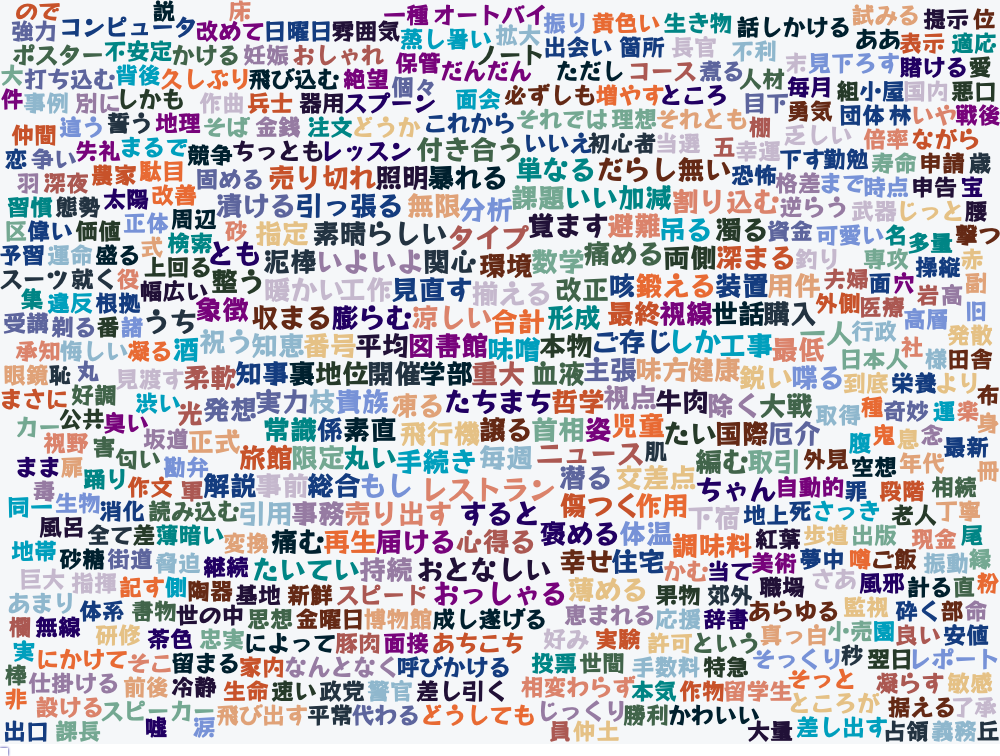 ので 説 床 一種 オートバイ 振り 黄色い 生き物 話しかける 試みる 提示 位
強力 コンピュータ 改めて 日曜日 雰囲気 蒸し暑い 拡大 出会い 箇所 長官 不利 ああ 表示 適応
ポスター 不安定 かける 妊娠 おしゃれ 保管 だんだん ノート ただし コース 煮る 人材 末 見下ろす 賭ける 愛
大 打ち込む 背後 久しぶり 飛び込む 絶望 個々 面会 必ずしも 増やす ところ 目下 毎月 組 小屋 国内 悪口
件 事例 別に しかも 作曲 兵士 器用 スプーン これから それでは 理想 それとも 棚 勇気 団体 林 いや 戦後
仲間 違う 誓う 地理 そば 金銭 注文 どうか いいえ 初心者 当選 五 幸運 乏しい 倍率 ながら
恋 争い 失礼 まるで 競争 ちっとも レッスン 付き合う 単なる だらし無い 恐怖 下す 勤勉 寿命 申請 歳
羽 深夜 農家 駄目 固める 売り切れ 照明 暴れる 課題 いい加減 割り込む 格差 まで 時点 申告 宝
習慣 態勢 太陽 改善 漬ける 引っ張る 無限 分析 覚ます 避難 吊る 濁る 資金 逆らう 武器 じっと 腰
区 偉い 価値 正体 周辺 砂 指定 素晴らしい タイプ 痛める 両側 深まる 釣り 可愛い 名 多量 撃つ
予習 運命 盛る 式 検索 とも 泥棒 いよいよ 関心 環境 数学 咳 鍛える 装置 用件 専攻 操縦 赤
スーツ 就く 役 上回る 整う 暖かい 工作 見直す 揃える 改正 夫婦 面 穴 岩 高 副
集 違反 根拠 幅広い 象徴 収まる 膨らむ 涼しい 合計 形成 最終 視線 世話 購入 外側 医療 高層 旧
受講 剃る 番 諸 うち 祝う 知恵 番号 平均 図書館 味噌 本物 ご存じ しか 工事 最低 一人 行政 発散
承知 悔しい 凝る 酒 知事 裏 地位 開催 学部 重大 血液 主張 味方 健康 鋭い 喋る 日本人 社 様 田舎
眼鏡 恥 丸 見渡す 柔軟 到底 栄養 より 布
まさに 好調 渋い 光 発想 実力 枝 貴族 凍る たちまち 哲学 視点 牛肉 除く 大戦 取得 種 奇妙 運 楽 身
カー 公共 臭い 坂道 正式 常識 係 素直 飛行機 譲る 首相 姿 児童 たい 国際 厄介 腹 鬼 息 念 最新
視野 害 匂い 勘弁 旅館 限定 丸い 手続き 毎週 ニュース 肌 編む 取引 外見 空想 年代 冊
まま 扉 踊り 作文 軍 解説 事前 総合 もし レストラン 潜る 交差点 ちゃん 自動的 罪 段階 相続
毒 同一 生物 消化 読み込む 引用 事務 売り出す すると 傷つく 作用 下宿 地上 死 さっき 老人 丁寧
風呂 全て 差 薄暗い 変換 痛む 再生 届ける 心得る 褒める 体温 調味料 紅葉 歩道 出版 現金 尾
地帯 砂糖 街道 脅迫 継続 たいてい 持続 おとなしい 幸せ 住宅 かむ 当て 美術 夢中 噂 ご飯 振動 縁
巨大 指揮 記す 側 陶器 基地 新鮮 スピード おっしゃる 薄める 果物 郊外 職場 さあ 風邪 計る 直 粉
あまり 体系 書物 世の中 思想 金曜日 博物館 成し遂げる 恵まれる 応援 辞書 あらゆる 監視 砕く 部 命
欄 無線 研修 茶色 忠実 によって 豚肉 面接 あちこち 好み 実験 許可 という 真っ白 小売 園 良い 安値
実 にかけて そこ 留まる 家内 なんとなく 呼びかける 投票 世間 手数料 特急 そっくり 秒 翌日 レポート
棒 仕掛ける 前後 冷静 生命 速い 政党 警官 差し引く 相変わらず 本気 作物 留学生 そっと 凝らす 敏感
非 設ける スピーカー 飛び出す 平常 代わる どうしても じっくり 勝利 かわいい ところが 据える 了承
出口 課長 嘘 涙 員 仲 土 大量 差し出す 占領 義務 丘